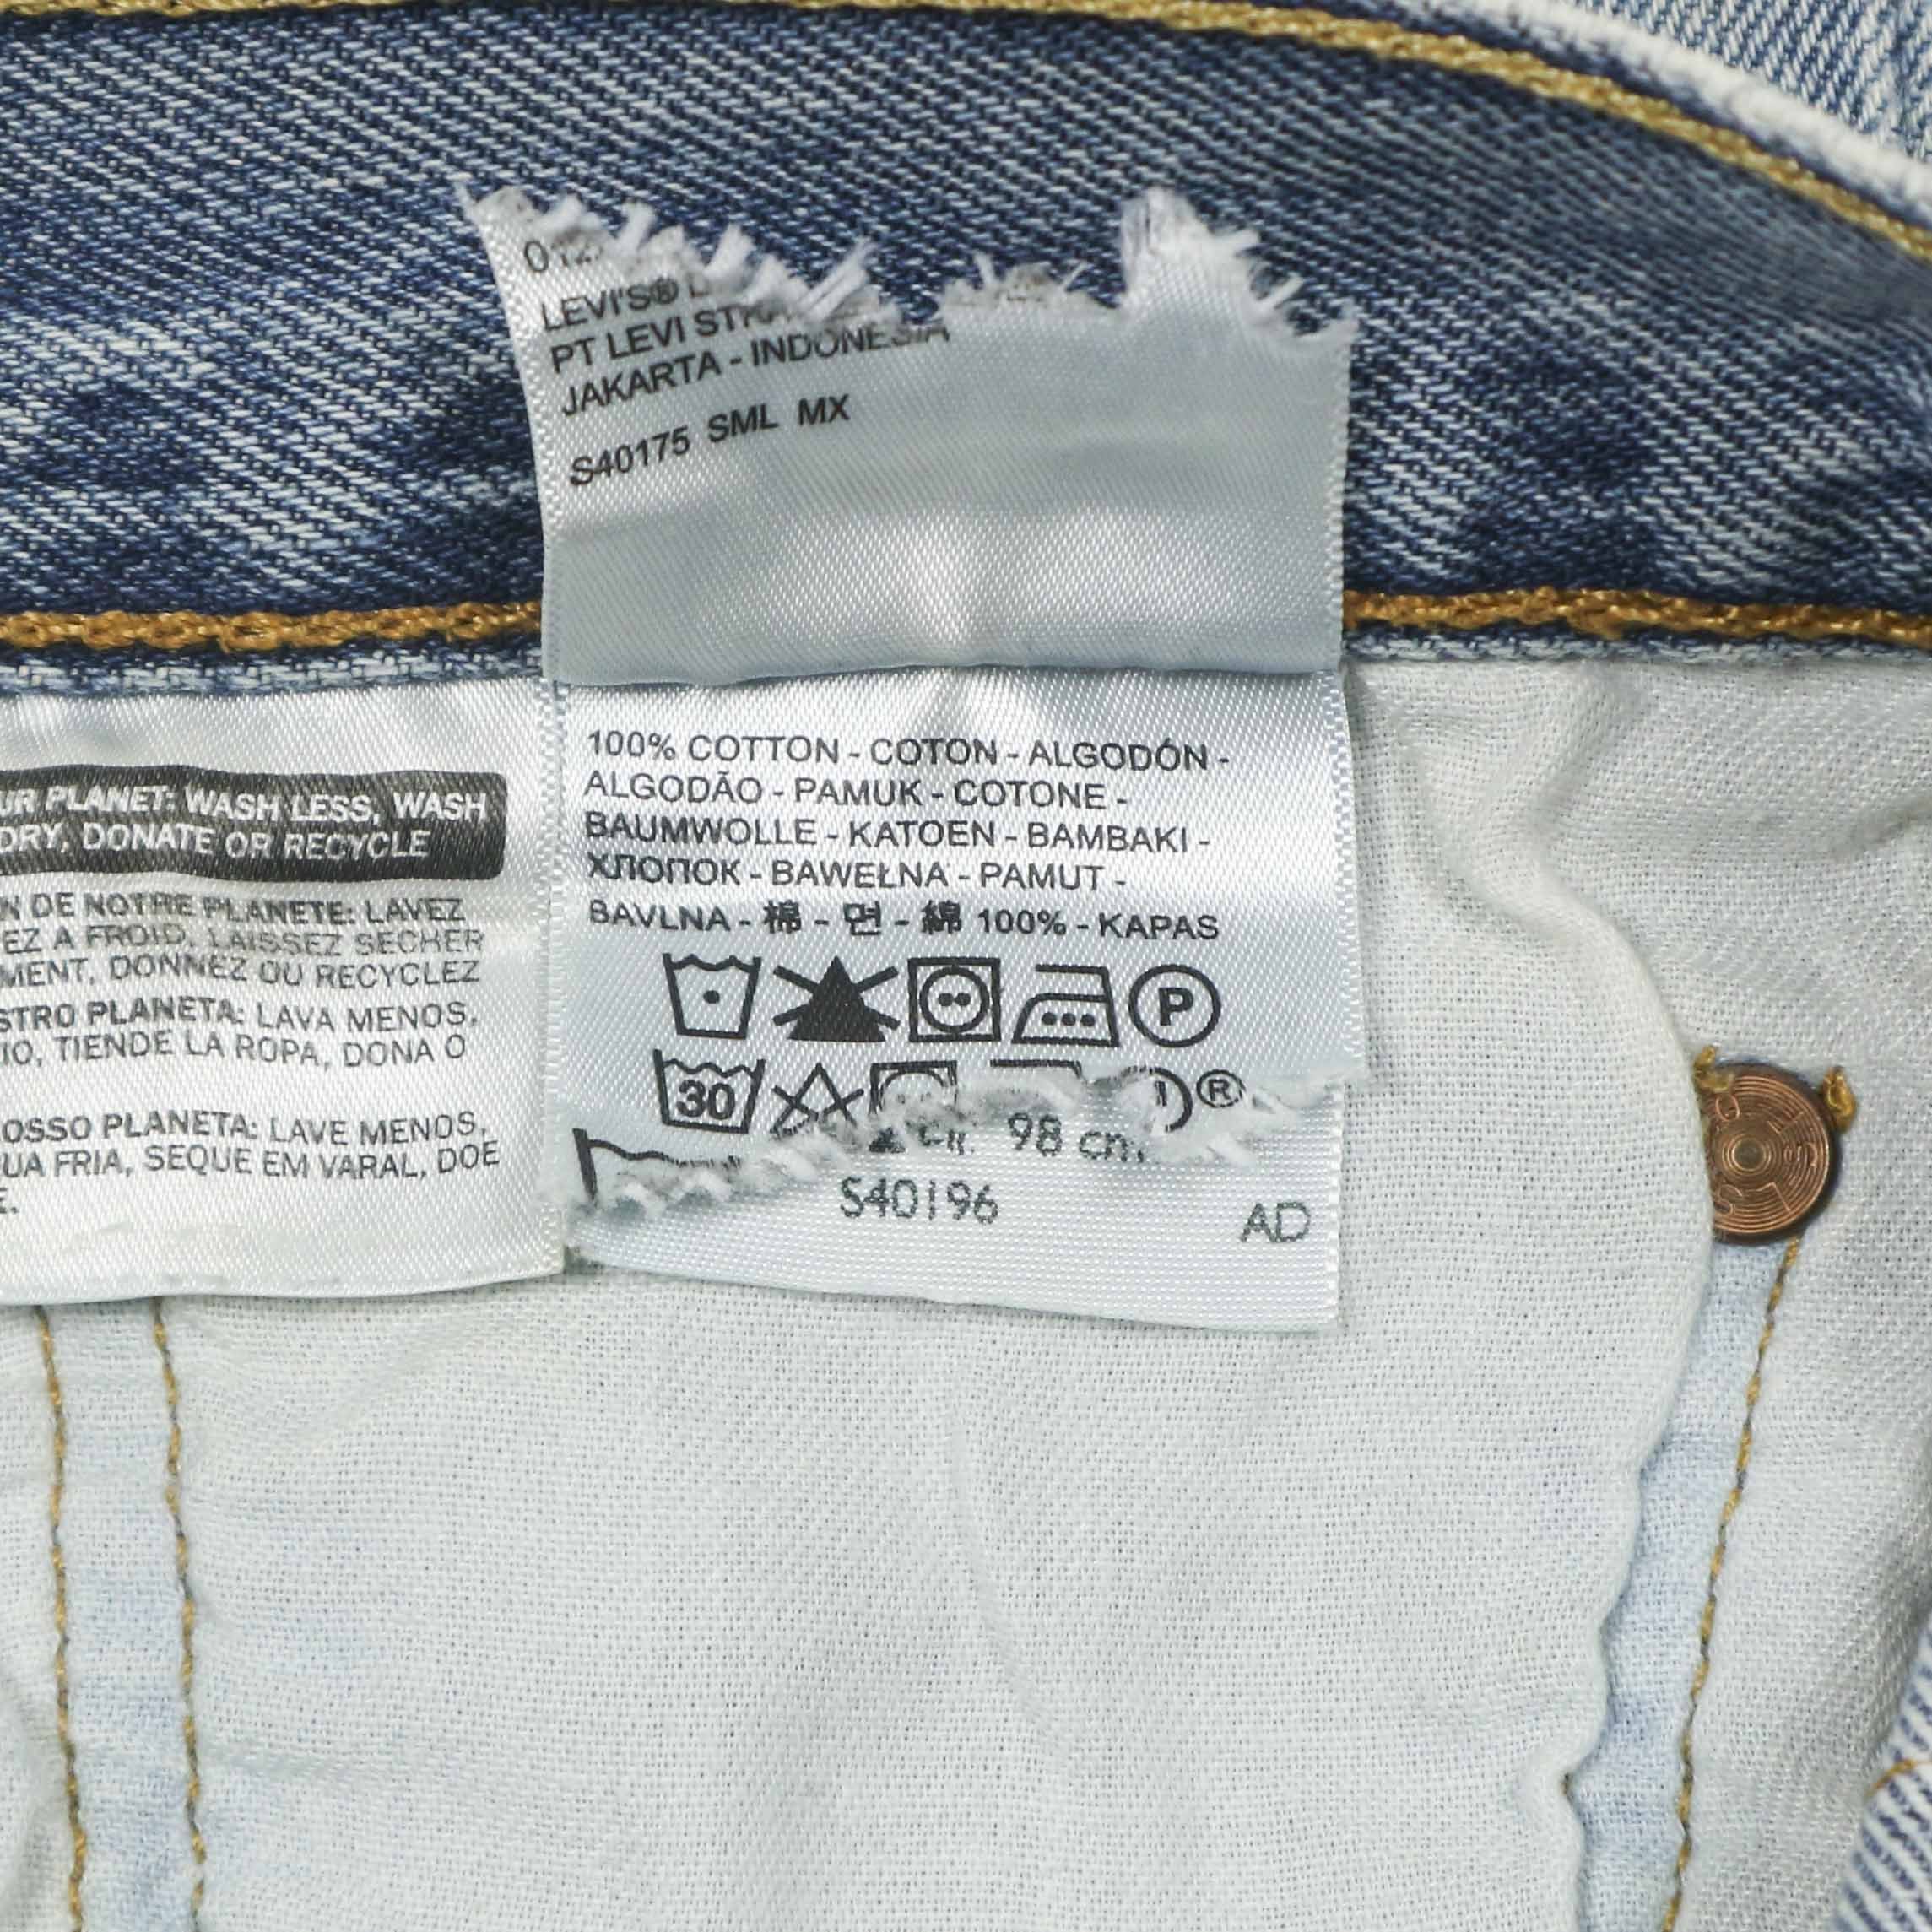 LEVI'S®
PT LEVI
JAKARTA - INDONESIA
S40175 SML MX
UR PLANET: WASH LESS, WASH
DRY, DONATE OR RECYCLE
N DE NOTRE PLANETE: LAVEZ
EZ A FROID, LAISSEZ SECHER
MENT, DONNEZ OU RECYCLEZ
STRO PLANETA: LAVA MENOS,
IO, TIENDE LA ROPA, DONA O
OSSO PLANETA: LAVE MENOS,
UA FRIA, SEQUE EM VARAL, DOE
E.
100% COTTON - COTON - ALGODÓN -
ALGODÃO - PAMUK - COTONE -
BAUMWOLLE - KATOEN - BAMBAKI -
ХЛОПОК - BAWEŁNA - PAMUT -
BAVLNA - 棉 - 면 - 綿 100% - KAPAS
P
30 ®
98 cm.
S40196
AD